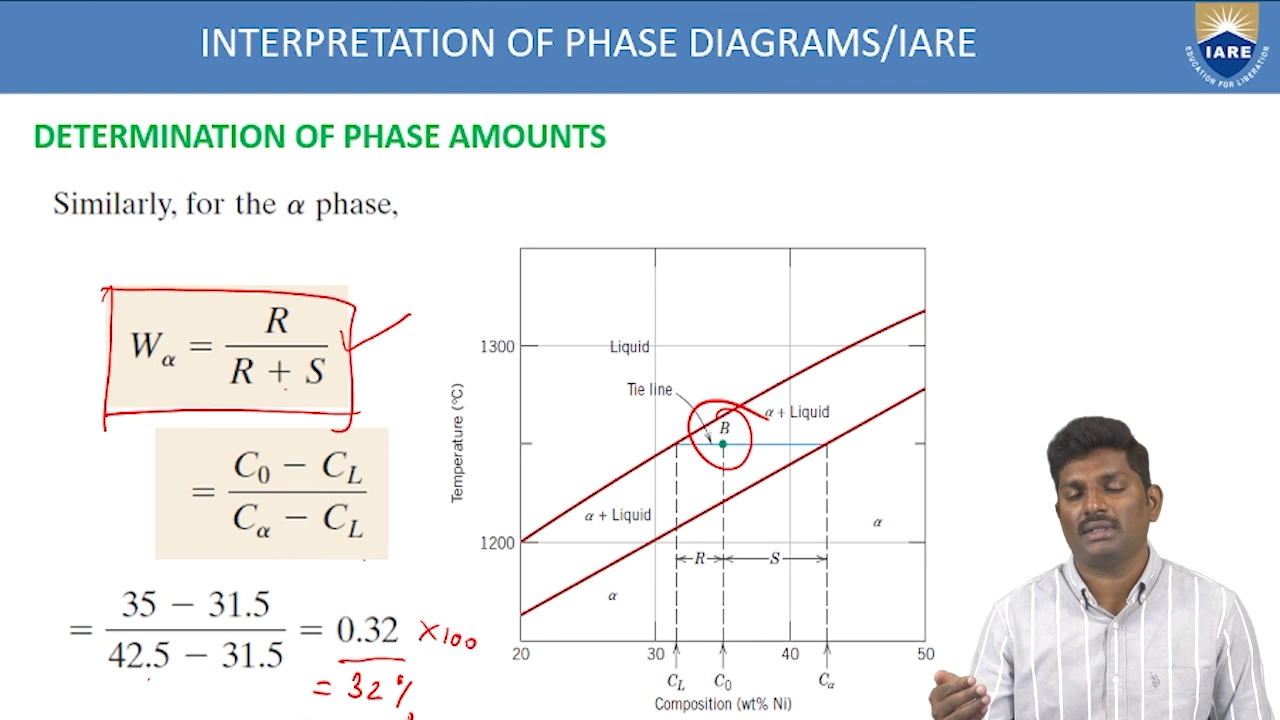 INTERPRETATION OF PHASE DIAGRAMS/IARE
IARE
EDUCATION FOR LIBERATION
DETERMINATION OF PHASE AMOUNTS
Similarly, for the α phase,
Wα = R / (R + S)
= (C0 − CL) / (Cα − CL)
= (35 − 31.5) / (42.5 − 31.5) = 0.32 ×100
= 32%
Temperature (°C)
1300
1200
Liquid
Tie line
α + Liquid
B
α + Liquid
α
R
S
α
20 30 40 50
CL C0 Cα
Composition (wt% Ni)